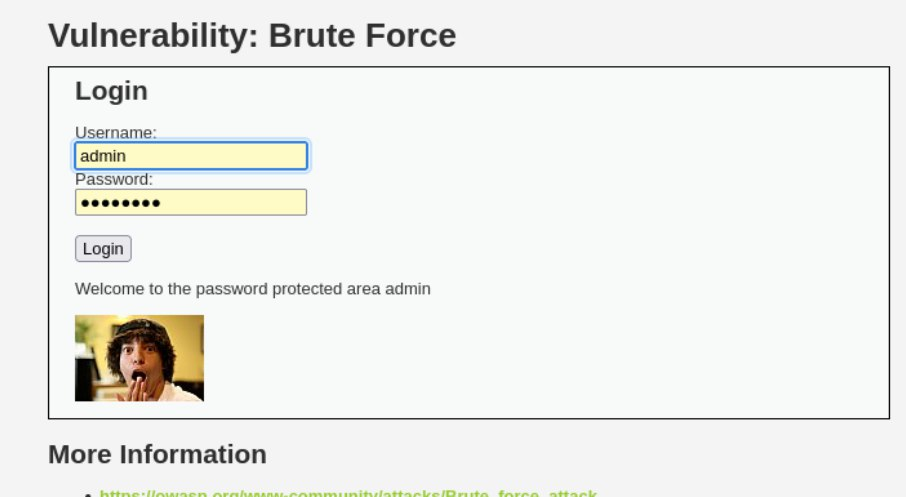 Vulnerability: Brute Force
Login
Username:
admin
Password:
••••••••
Login
Welcome to the password protected area admin
More Information
https://owasp.org/www-community/attacks/Brute_force_attack